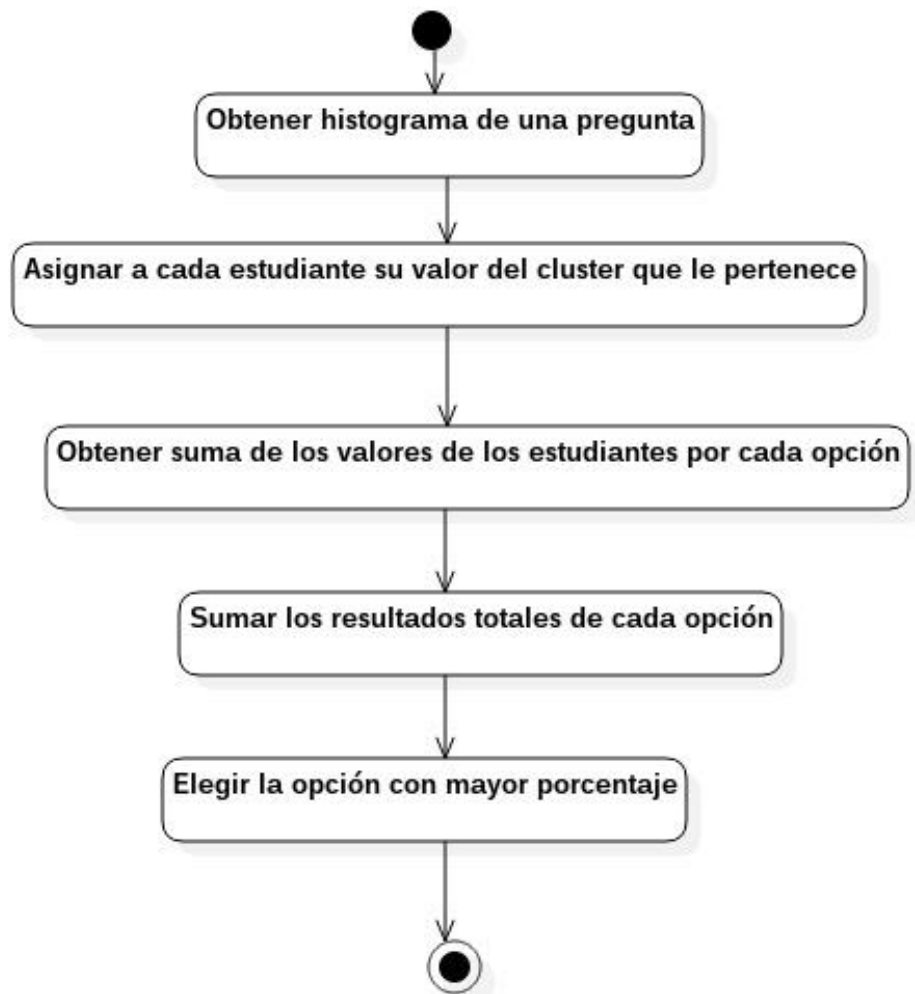 Obtener histograma de una pregunta
Asignar a cada estudiante su valor del cluster que le pertenece
Obtener suma de los valores de los estudiantes por cada opción
Sumar los resultados totales de cada opción
Elegir la opción con mayor porcentaje